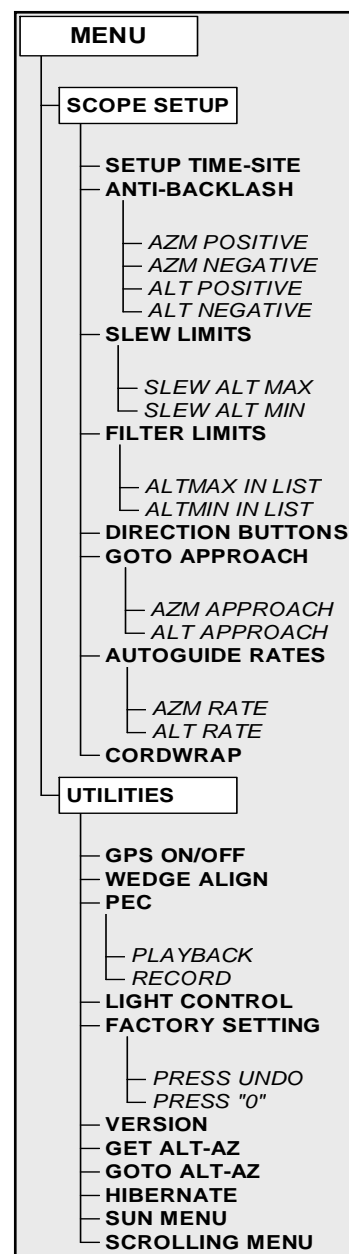 MENU
SCOPE SETUP
SETUP TIME-SITE
ANTI-BACKLASH
AZM POSITIVE
AZM NEGATIVE
ALT POSITIVE
ALT NEGATIVE
SLEW LIMITS
SLEW ALT MAX
SLEW ALT MIN
FILTER LIMITS
ALTMAX IN LIST
ALTMIN IN LIST
DIRECTION BUTTONS
GOTO APPROACH
AZM APPROACH
ALT APPROACH
AUTOGUIDE RATES
AZM RATE
ALT RATE
CORDWRAP
UTILITIES
GPS ON/OFF
WEDGE ALIGN
PEC
PLAYBACK
RECORD
LIGHT CONTROL
FACTORY SETTING
PRESS UNDO
PRESS "0"
VERSION
GET ALT-AZ
GOTO ALT-AZ
HIBERNATE
SUN MENU
SCROLLING MENU